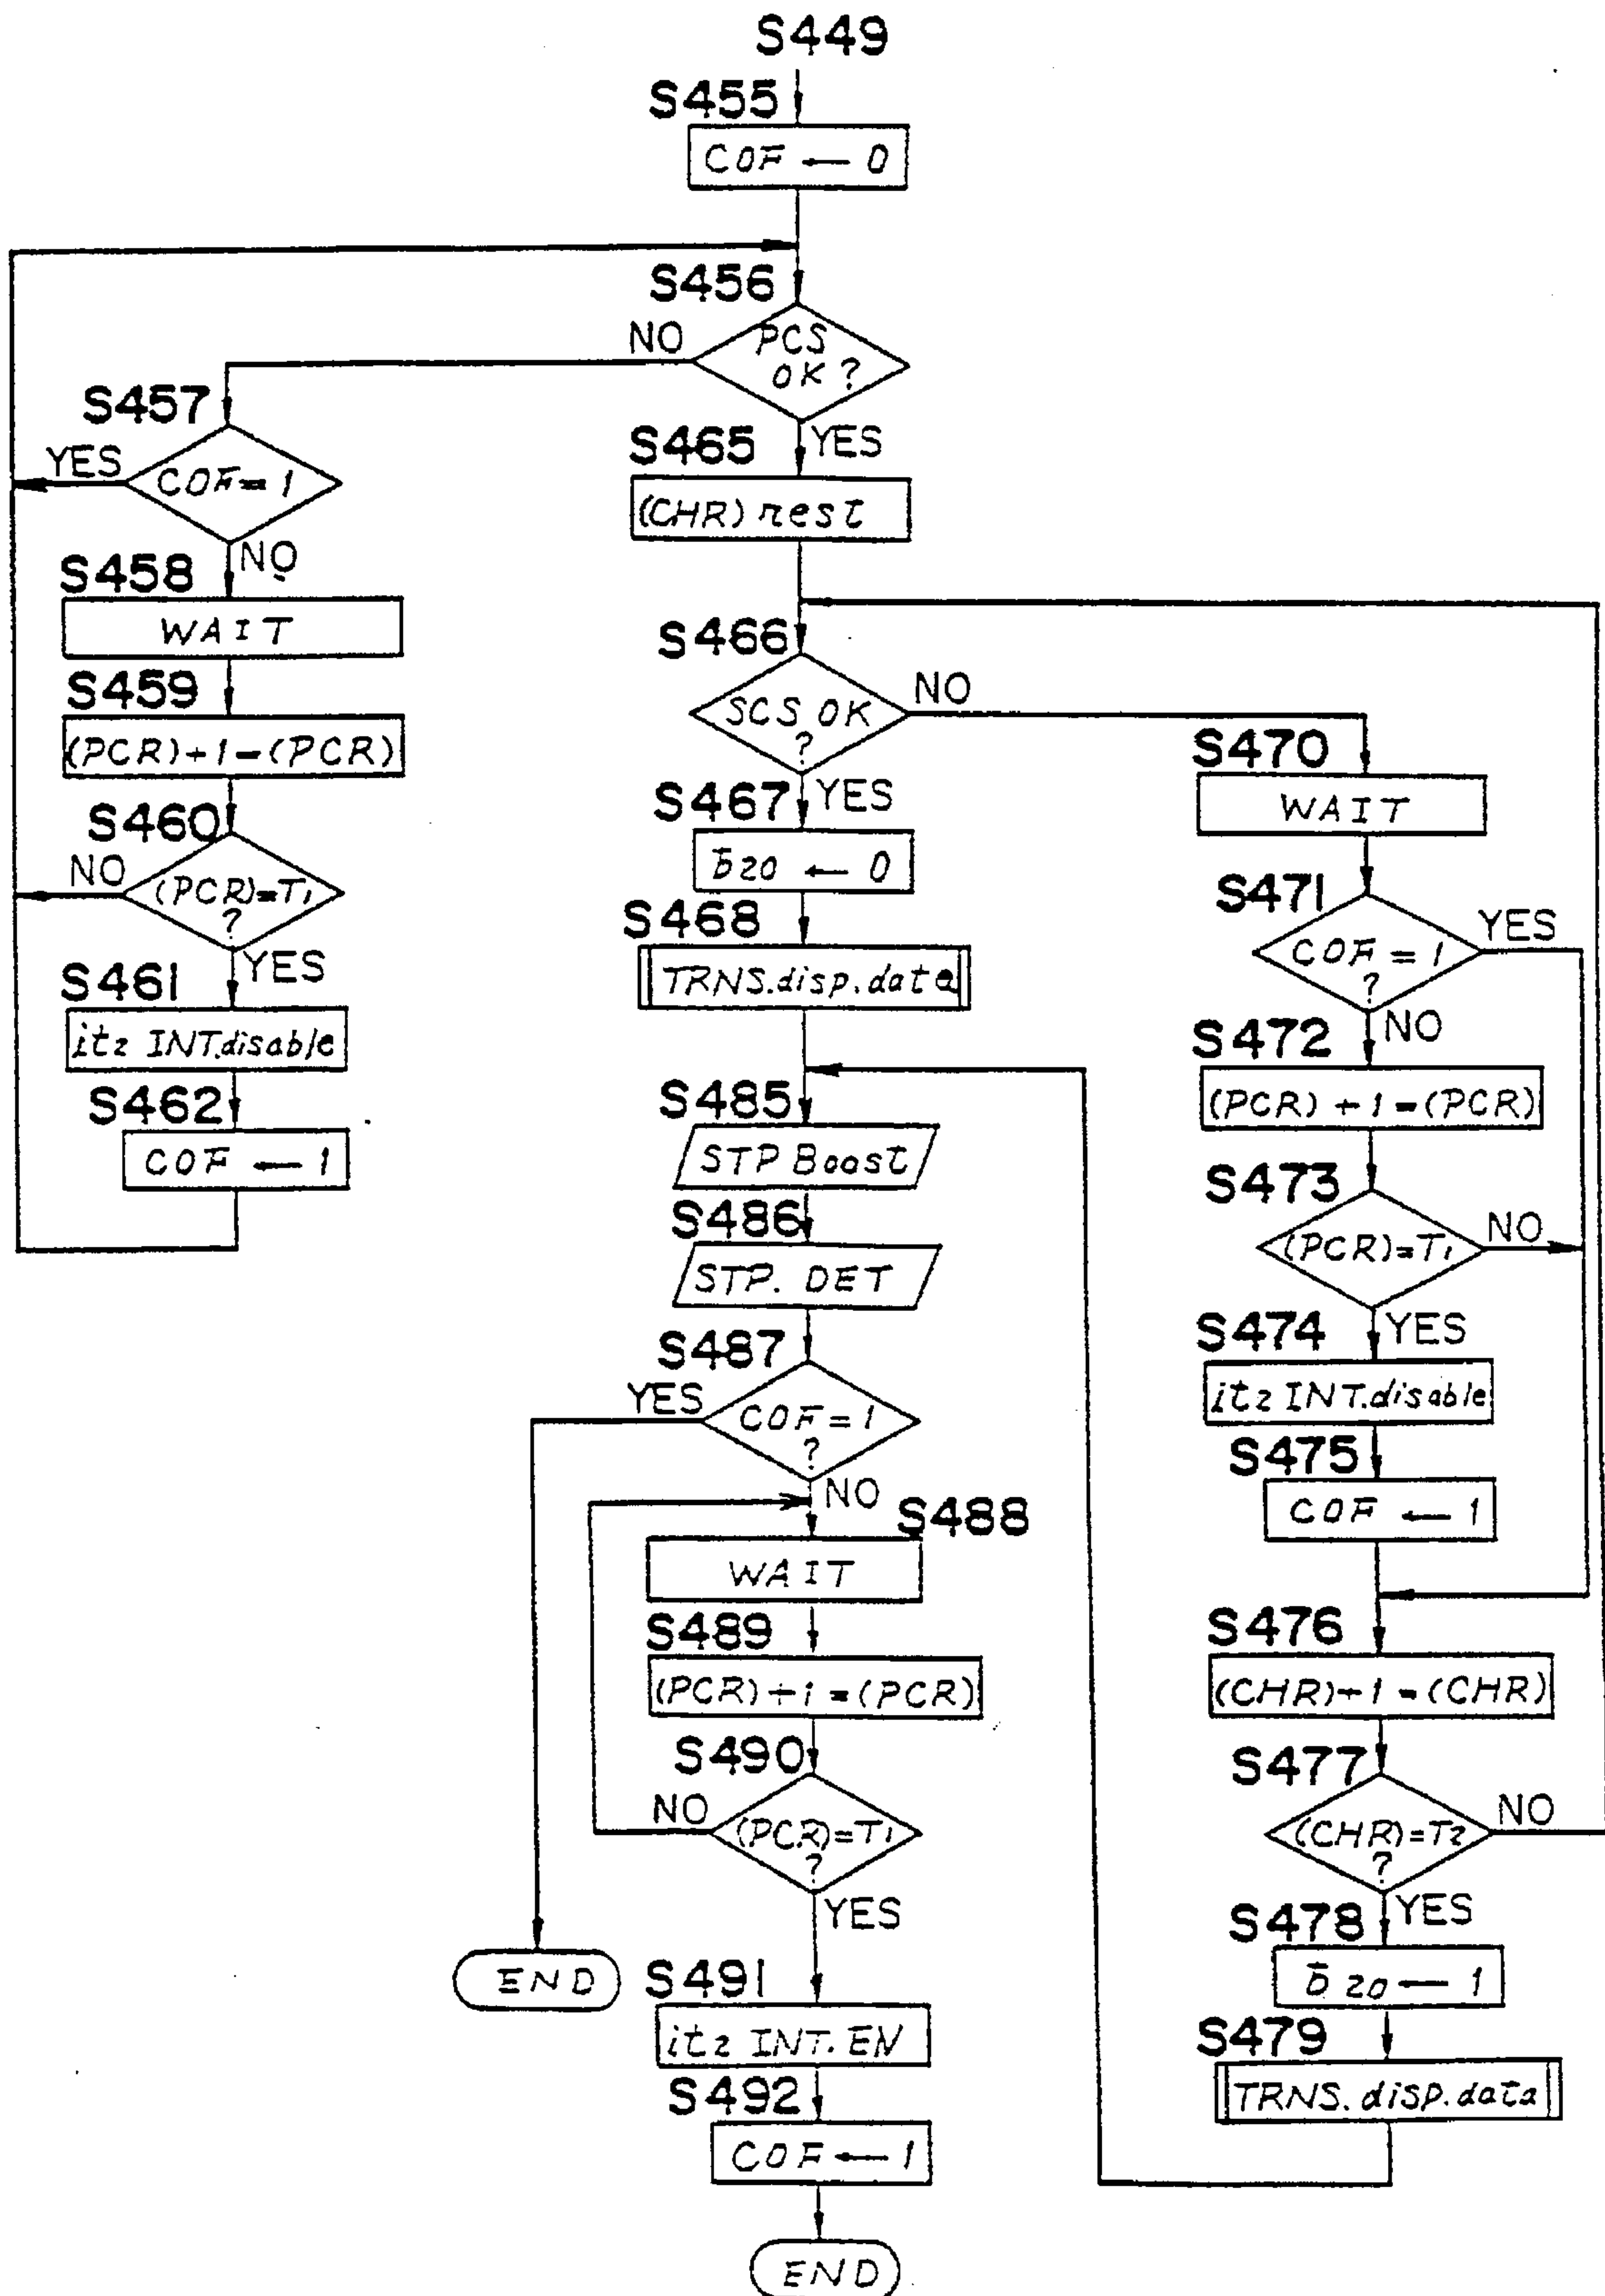 S449
S455
COF ← 0
S456
PCS
OK ?
NO
YES
S457
COF = 1
YES
NO
S458
WAIT
S459
(PCR)+1-(PCR)
S460
(PCR)=T1
?
NO
YES
S461
it2 INT.disable
S462
COF ← 1
S465
(CHR) rest
S466
SCS OK
?
NO
YES
S467
b̄20 ← 0
S468
TRNS.disp.data
S470
WAIT
S471
COF = 1
?
YES
NO
S472
(PCR) + 1 = (PCR)
S473
(PCR)=T1
NO
YES
S474
it2 INT.disable
S475
COF ← 1
S476
(CHR)+1 = (CHR)
S477
(CHR)=T2
?
NO
YES
S478
b̄20 ← 1
S479
TRNS.disp.data
S485
STP Boost
S486
STP. DET
S487
COF = 1
?
YES
NO
END
S488
WAIT
S489
(PCR)+1 = (PCR)
S490
(PCR)=T1
?
NO
YES
S491
it2 INT. EN
S492
COF ← 1
END